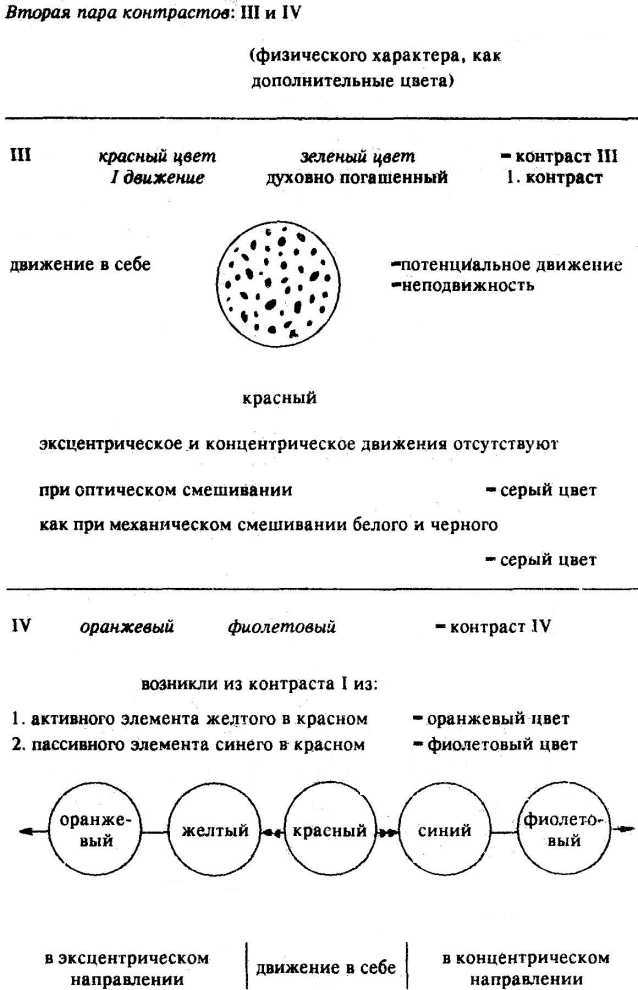 Вторая пара контрастов: III и IV
(физического характера, как
дополнительные цвета)
III красный цвет зеленый цвет – контраст III
I движение духовно погашенный 1. контраст
движение в себе –потенциальное движение
–неподвижность
красный
эксцентрическое и концентрическое движения отсутствуют
при оптическом смешивании – серый цвет
как при механическом смешивании белого и черного
– серый цвет
IV оранжевый фиолетовый – контраст IV
возникли из контраста I из:
1. активного элемента желтого в красном – оранжевый цвет
2. пассивного элемента синего в красном – фиолетовый цвет
оранже-
вый
желтый
красный
синий
фиолето-
вый
в эксцентрическом
направлении
движение в себе
в концентрическом
направлении